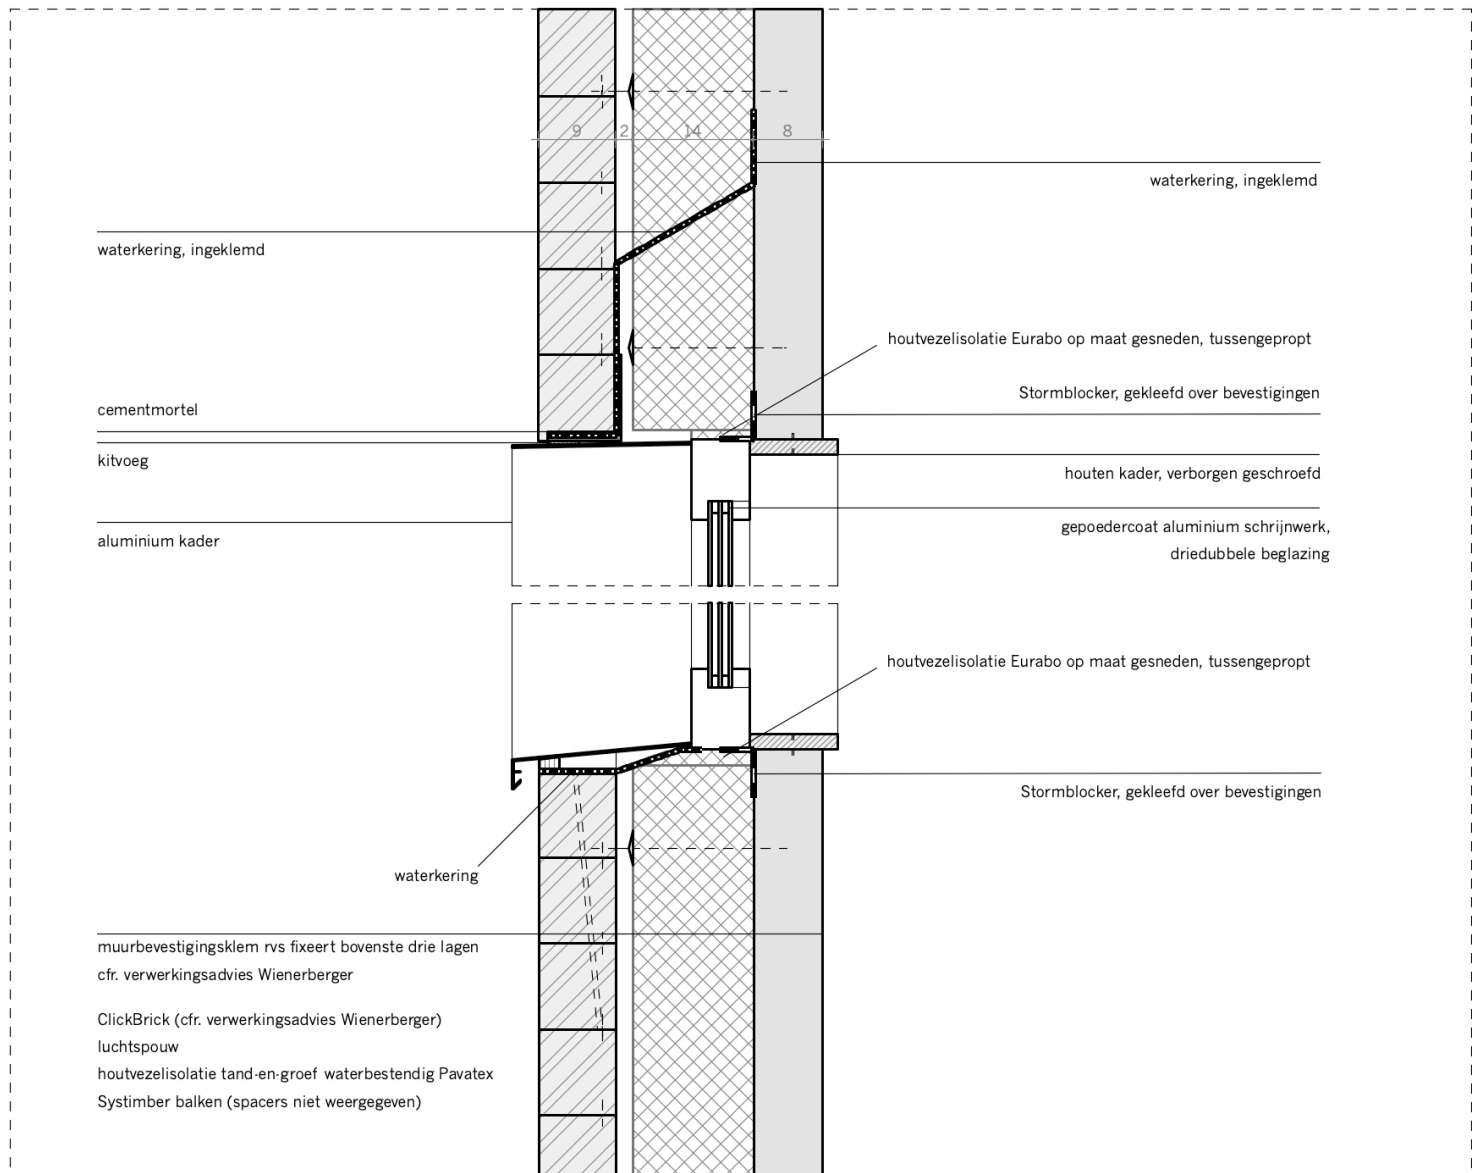 9 2 14 8
waterkering, ingeklemd
waterkering, ingeklemd
houtvezelisolatie Eurabo op maat gesneden, tussengepropt
Stormblocker, gekleefd over bevestigingen
cementmortel
kitvoeg
houten kader, verborgen geschroefd
gepoedercoat aluminium schrijnwerk,
driedubbele beglazing
aluminium kader
houtvezelisolatie Eurabo op maat gesneden, tussengepropt
Stormblocker, gekleefd over bevestigingen
waterkering
muurbevestigingsklem rvs fixeert bovenste drie lagen
cfr. verwerkingsadvies Wienerberger
ClickBrick (cfr. verwerkingsadvies Wienerberger)
luchtspouw
houtvezelisolatie tand-en-groef waterbestendig Pavatex
Systimber balken (spacers niet weergegeven)